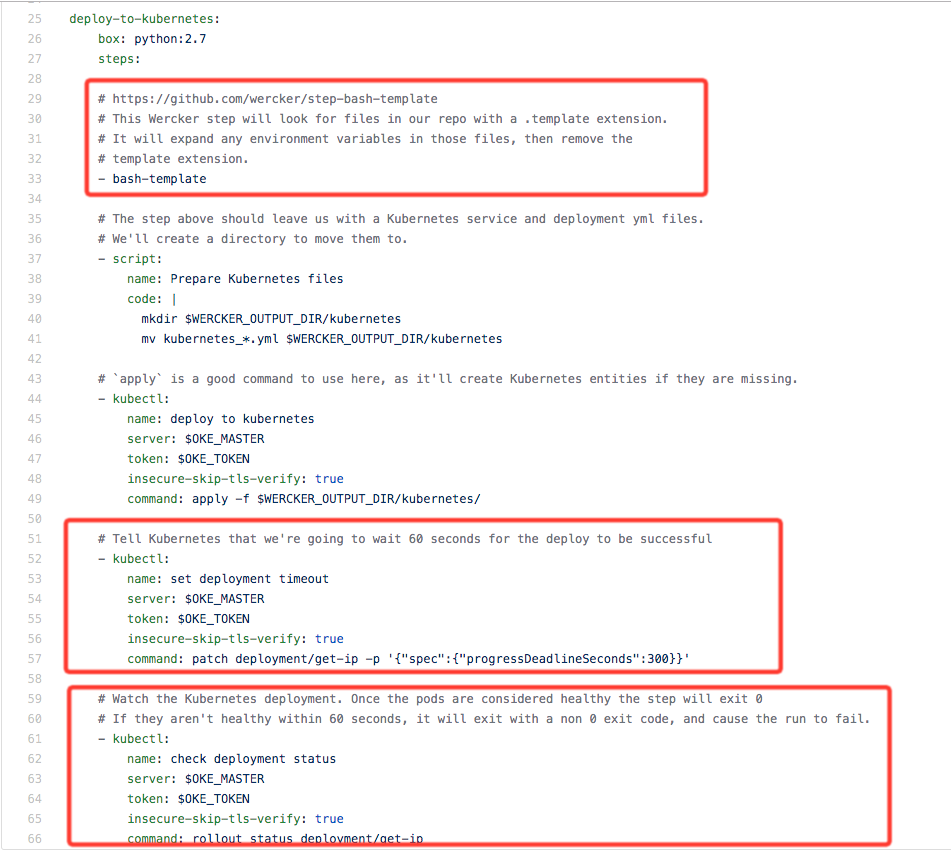 25 deploy-to-kubernetes:
26 box: python:2.7
27 steps:
28
29 # https://github.com/wercker/step-bash-template
30 # This Wercker step will look for files in our repo with a .template extension.
31 # It will expand any environment variables in those files, then remove the
32 # template extension.
33 - bash-template
34
35 # The step above should leave us with a Kubernetes service and deployment yml files.
36 # We'll create a directory to move them to.
37 - script:
38 name: Prepare Kubernetes files
39 code: |
40 mkdir $WERCKER_OUTPUT_DIR/kubernetes
41 mv kubernetes_*.yml $WERCKER_OUTPUT_DIR/kubernetes
42
43 # `apply` is a good command to use here, as it'll create Kubernetes entities if they are missing.
44 - kubectl:
45 name: deploy to kubernetes
46 server: $OKE_MASTER
47 token: $OKE_TOKEN
48 insecure-skip-tls-verify: true
49 command: apply -f $WERCKER_OUTPUT_DIR/kubernetes/
50
51 # Tell Kubernetes that we're going to wait 60 seconds for the deploy to be successful
52 - kubectl:
53 name: set deployment timeout
54 server: $OKE_MASTER
55 token: $OKE_TOKEN
56 insecure-skip-tls-verify: true
57 command: patch deployment/get-ip -p '{"spec":{"progressDeadlineSeconds":300}}'
58
59 # Watch the Kubernetes deployment. Once the pods are considered healthy the step will exit 0
60 # If they aren't healthy within 60 seconds, it will exit with a non 0 exit code, and cause the run to fail.
61 - kubectl:
62 name: check deployment status
63 server: $OKE_MASTER
64 token: $OKE_TOKEN
65 insecure-skip-tls-verify: true
66 command: rollout status deployment/get-ip